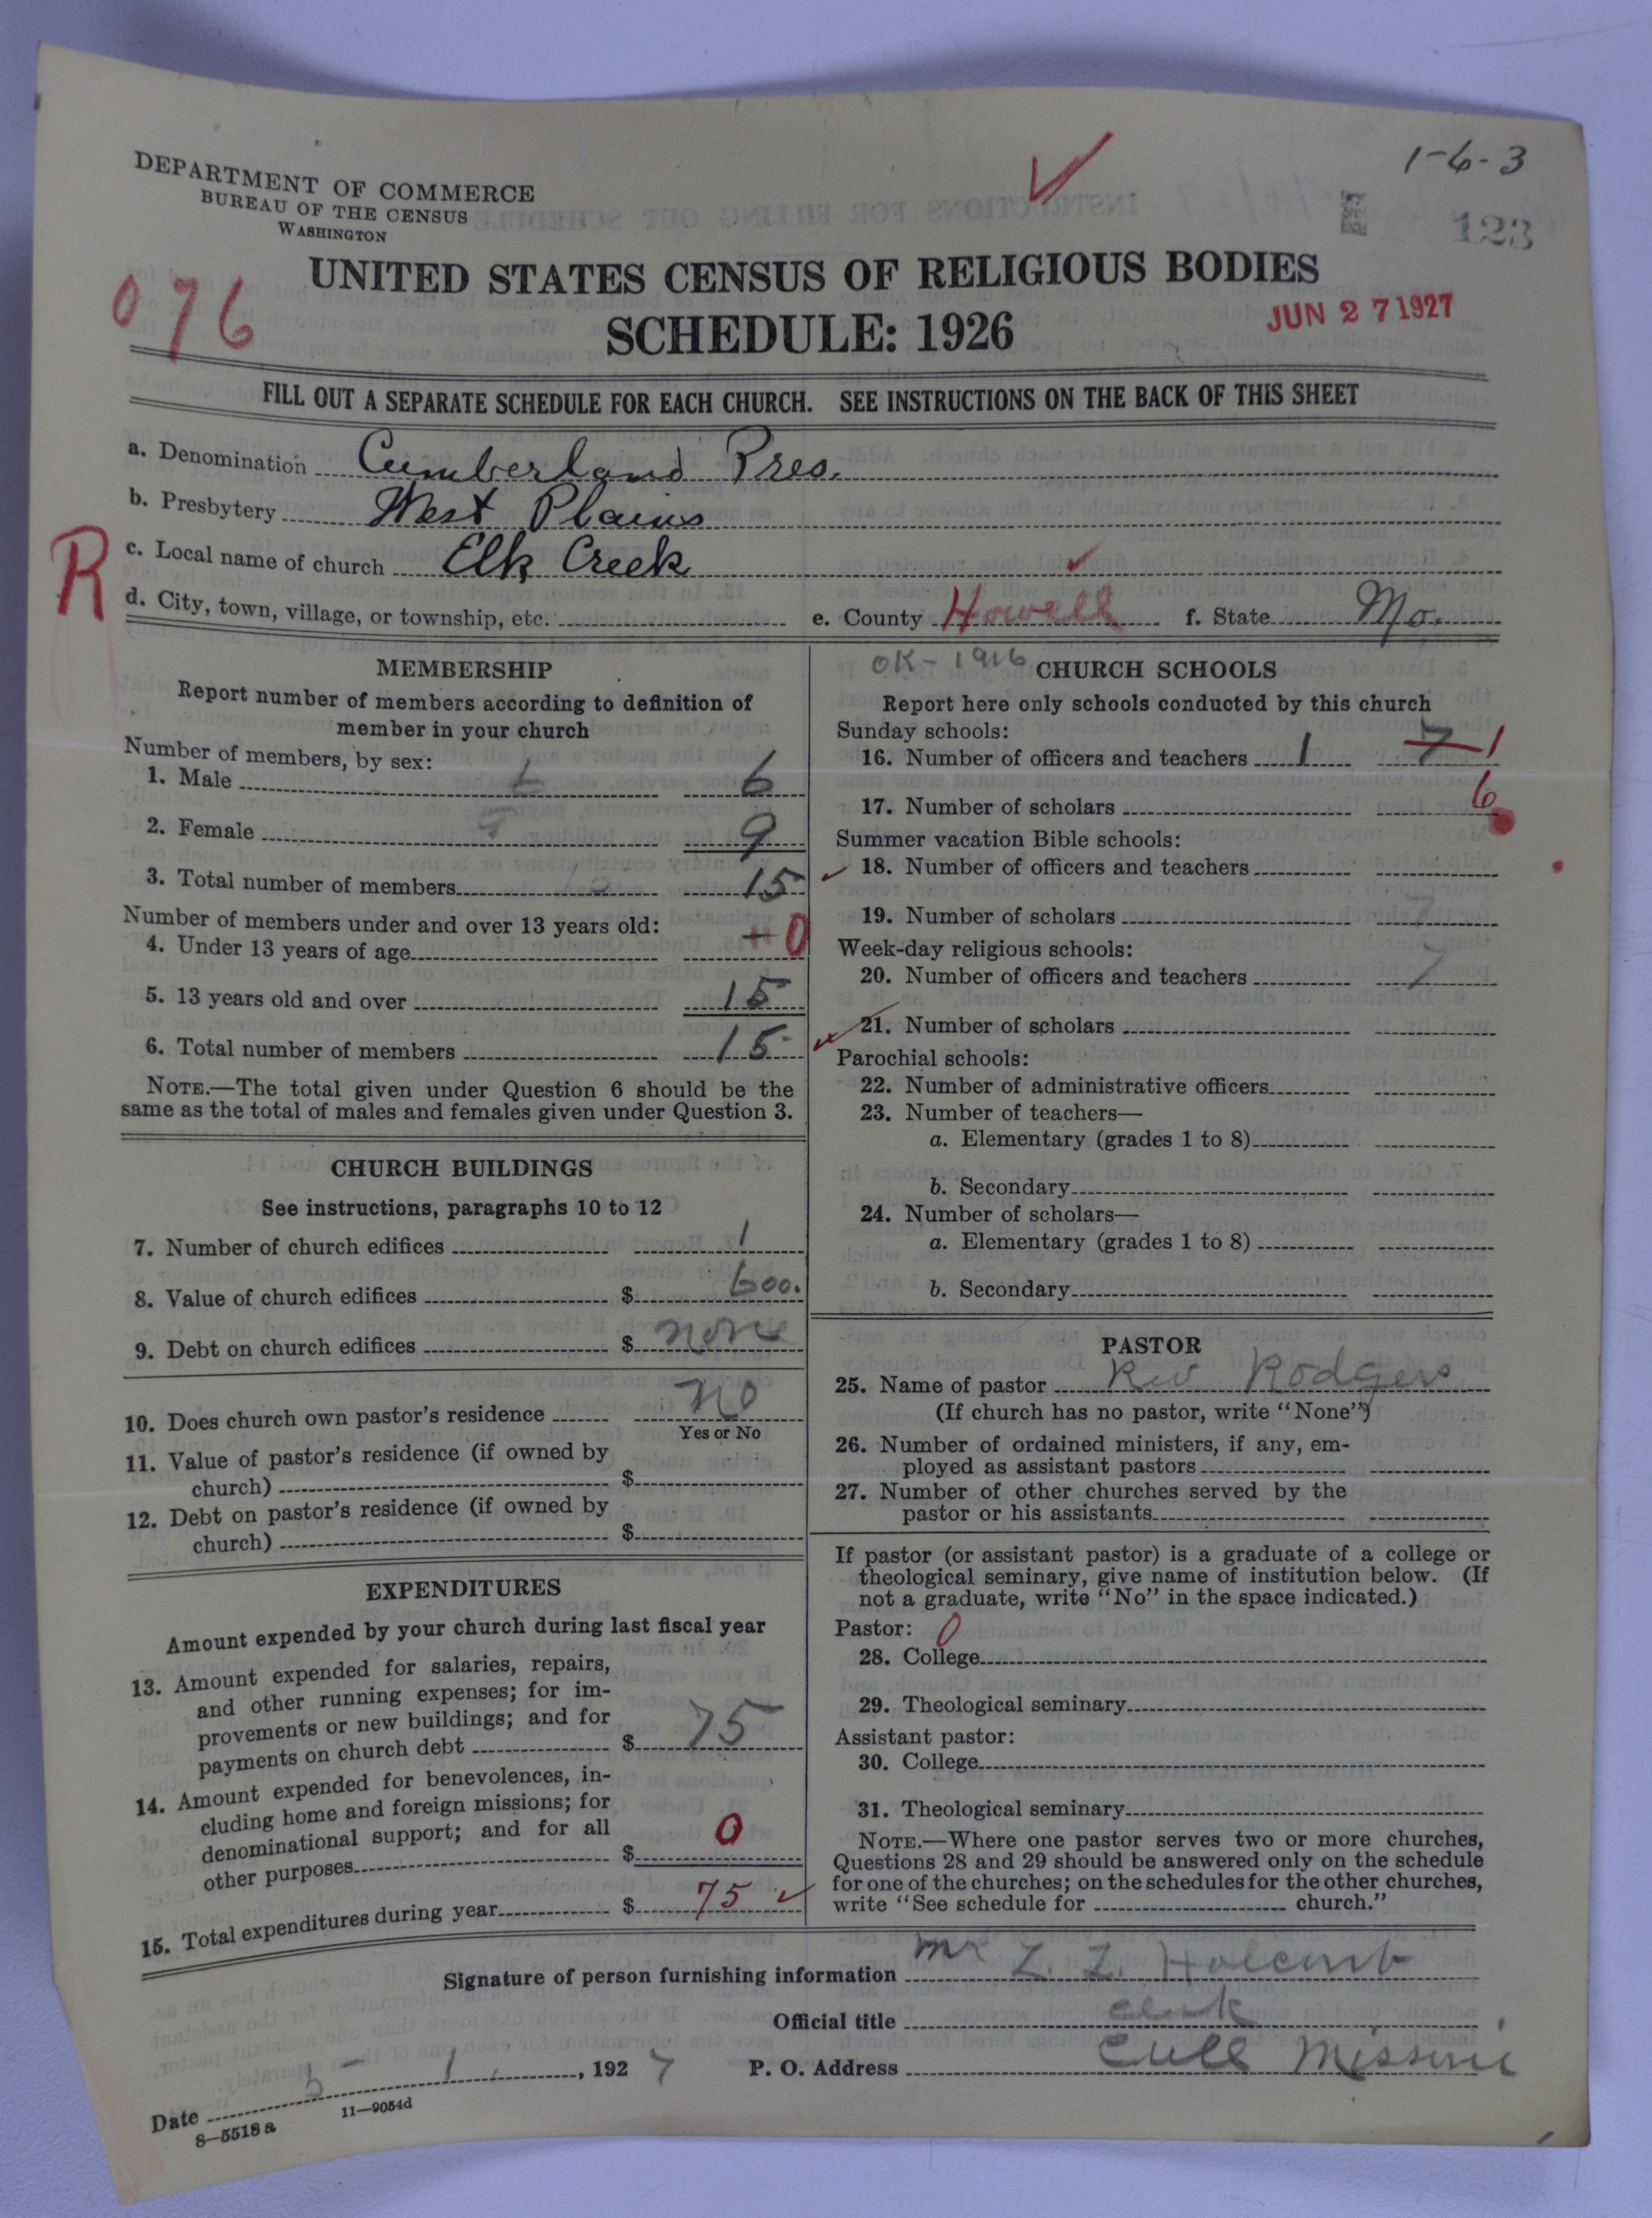 1-6-3
DEPARTMENT OF COMMERCE
BUREAU OF THE CENSUS
WASHINGTON
123
076
UNITED STATES CENSUS OF RELIGIOUS BODIES
SCHEDULE: 1926
JUN 27 1927
FILL OUT A SEPARATE SCHEDULE FOR EACH CHURCH. SEE INSTRUCTIONS ON THE BACK OF THIS SHEET
a. Denomination Cumberland Pres.
b. Presbytery West Plains
R
c. Local name of church Elk Creek
d. City, town, village, or township, etc. e. County Howell f. State Mo.
MEMBERSHIP
Report number of members according to definition of
member in your church
Number of members, by sex:
1. Male 6 6
2. Female 9 9
3. Total number of members 15 15
Number of members under and over 13 years old:
4. Under 13 years of age 0
5. 13 years old and over 15
6. Total number of members 15
NOTE.—The total given under Question 6 should be the
same as the total of males and females given under Question 3.
CHURCH BUILDINGS
See instructions, paragraphs 10 to 12
7. Number of church edifices 1
8. Value of church edifices $ 600.
9. Debt on church edifices $ none
10. Does church own pastor's residence no
Yes or No
11. Value of pastor's residence (if owned by
church) $
12. Debt on pastor's residence (if owned by
church) $
EXPENDITURES
Amount expended by your church during last fiscal year
13. Amount expended for salaries, repairs,
and other running expenses; for im-
provements or new buildings; and for
payments on church debt $ 75
14. Amount expended for benevolences, in-
cluding home and foreign missions; for
denominational support; and for all
other purposes $ 0
15. Total expenditures during year $ 75
OK-1916
CHURCH SCHOOLS
Report here only schools conducted by this church
Sunday schools:
16. Number of officers and teachers 1 7 1
17. Number of scholars 6
Summer vacation Bible schools:
18. Number of officers and teachers
19. Number of scholars 7
Week-day religious schools:
20. Number of officers and teachers 7
21. Number of scholars
Parochial schools:
22. Number of administrative officers
23. Number of teachers—
a. Elementary (grades 1 to 8)
b. Secondary
24. Number of scholars—
a. Elementary (grades 1 to 8)
b. Secondary
PASTOR
25. Name of pastor Rev Rodgers
(If church has no pastor, write "None")
26. Number of ordained ministers, if any, em-
ployed as assistant pastors
27. Number of other churches served by the
pastor or his assistants
If pastor (or assistant pastor) is a graduate of a college or
theological seminary, give name of institution below. (If
not a graduate, write "No" in the space indicated.)
Pastor: 0
28. College
29. Theological seminary
Assistant pastor:
30. College
31. Theological seminary
NOTE.—Where one pastor serves two or more churches,
Questions 28 and 29 should be answered only on the schedule
for one of the churches; on the schedules for the other churches,
write "See schedule for church."
Signature of person furnishing information Mr Z. Z. Holcomb
Official title clerk
Date 5-1, 1927 P. O. Address Cull Missouri
8—5518 a 11—9054d